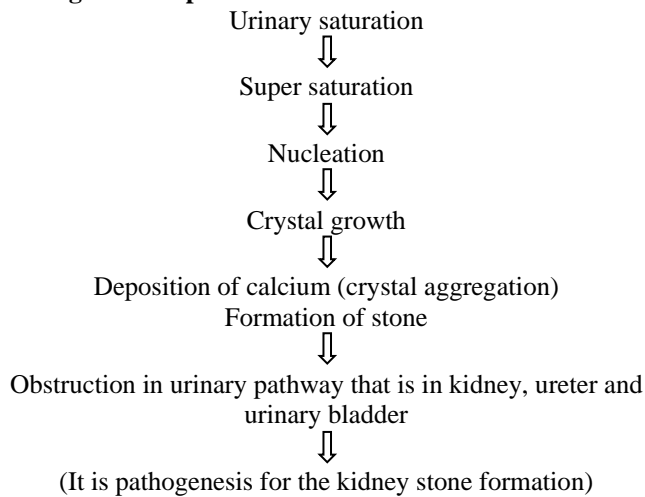 Urinary saturation
Super saturation
Nucleation
Crystal growth
Deposition of calcium (crystal aggregation)
Formation of stone
Obstruction in urinary pathway that is in kidney, ureter and
urinary bladder
(It is pathogenesis for the kidney stone formation)